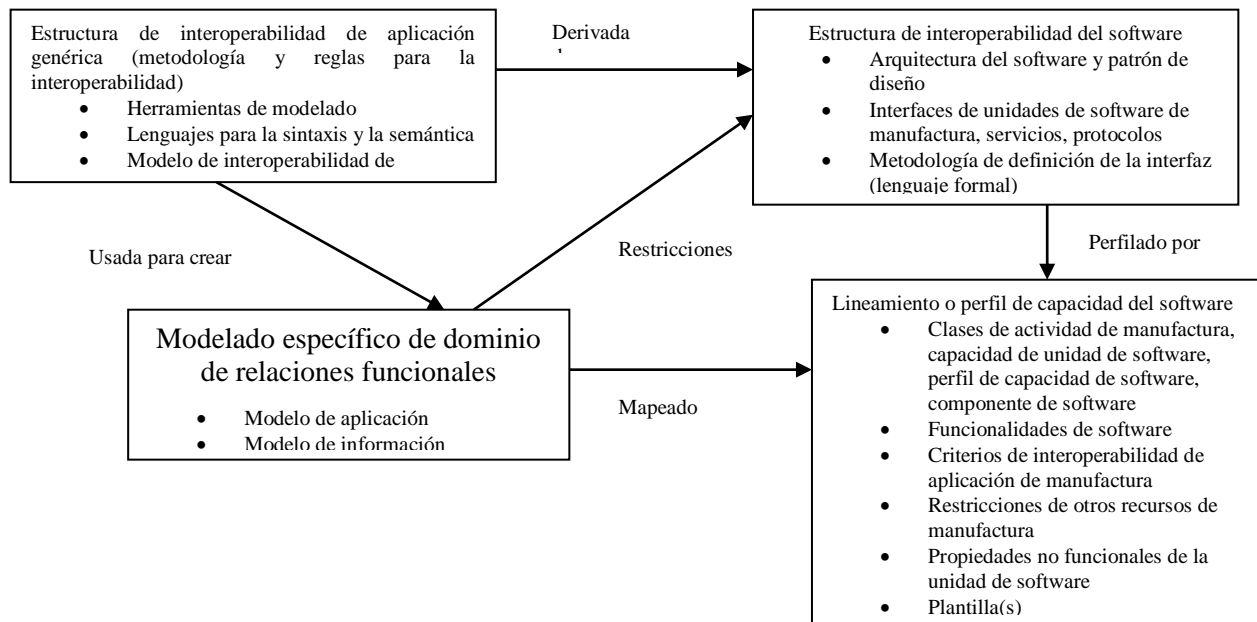 Estructura de interoperabilidad de aplicación
genérica (metodología y reglas para la
interoperabilidad)
• Herramientas de modelado
• Lenguajes para la sintaxis y la semántica
• Modelo de interoperabilidad de
Derivada
Estructura de interoperabilidad del software
• Arquitectura del software y patrón de
diseño
• Interfaces de unidades de software de
manufactura, servicios, protocolos
• Metodología de definición de la interfaz
(lenguaje formal)
Usada para crear
Restricciones
Perfilado por
Modelado específico de dominio
de relaciones funcionales
• Modelo de aplicación
• Modelo de información
Mapeado
Lineamiento o perfil de capacidad del software
• Clases de actividad de manufactura,
capacidad de unidad de software,
perfil de capacidad de software,
componente de software
• Funcionalidades de software
• Criterios de interoperabilidad de
aplicación de manufactura
• Restricciones de otros recursos de
manufactura
• Propiedades no funcionales de la
unidad de software
• Plantilla(s)